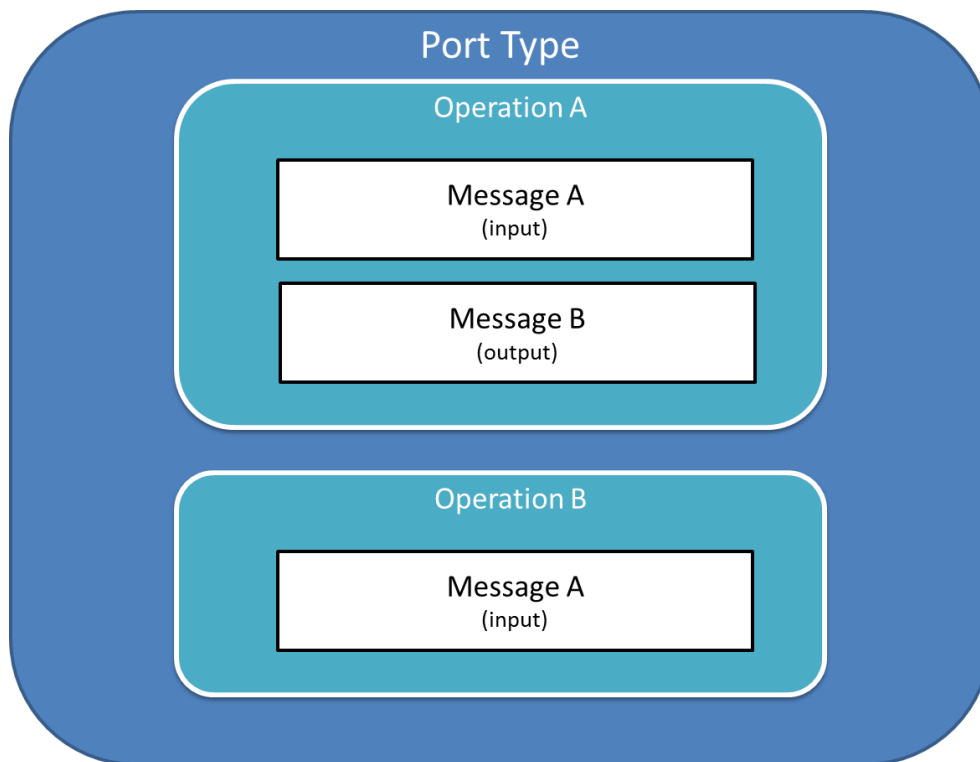 Port Type
Operation A
Message A
(input)
Message B
(output)
Operation B
Message A
(input)